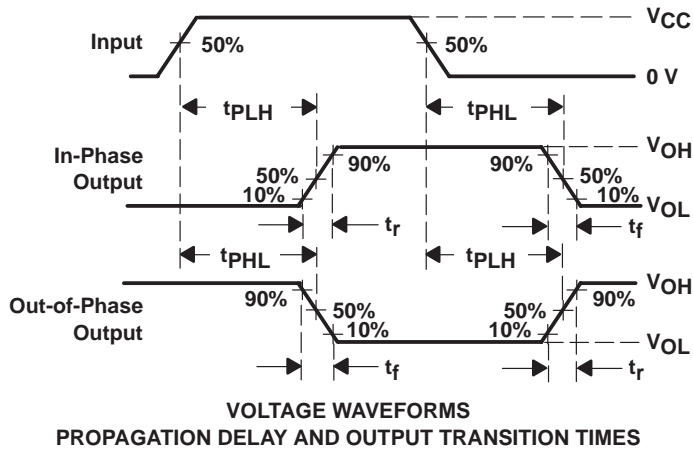 VCC
Input
50%
50%
0 V
tPLH
tPHL
In-Phase
Output
VOH
90%
90%
50%
50%
10%
10%
VOL
tr
tf
tPHL
tPLH
Out-of-Phase
Output
VOH
90%
90%
50%
50%
10%
10%
VOL
tf
tr
VOLTAGE WAVEFORMS
PROPAGATION DELAY AND OUTPUT TRANSITION TIMES